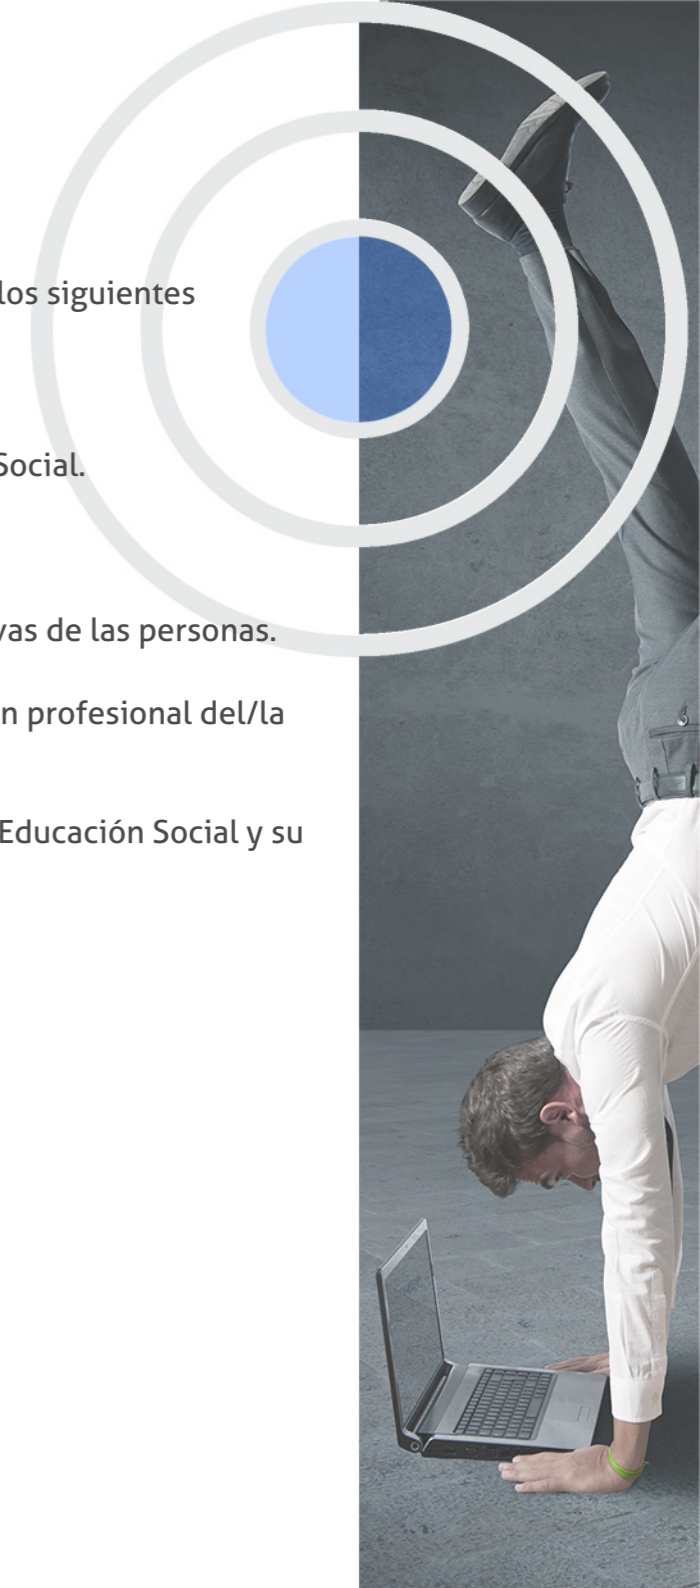 los siguientes
Social.
vas de las personas.
n profesional del/la
Educación Social y su